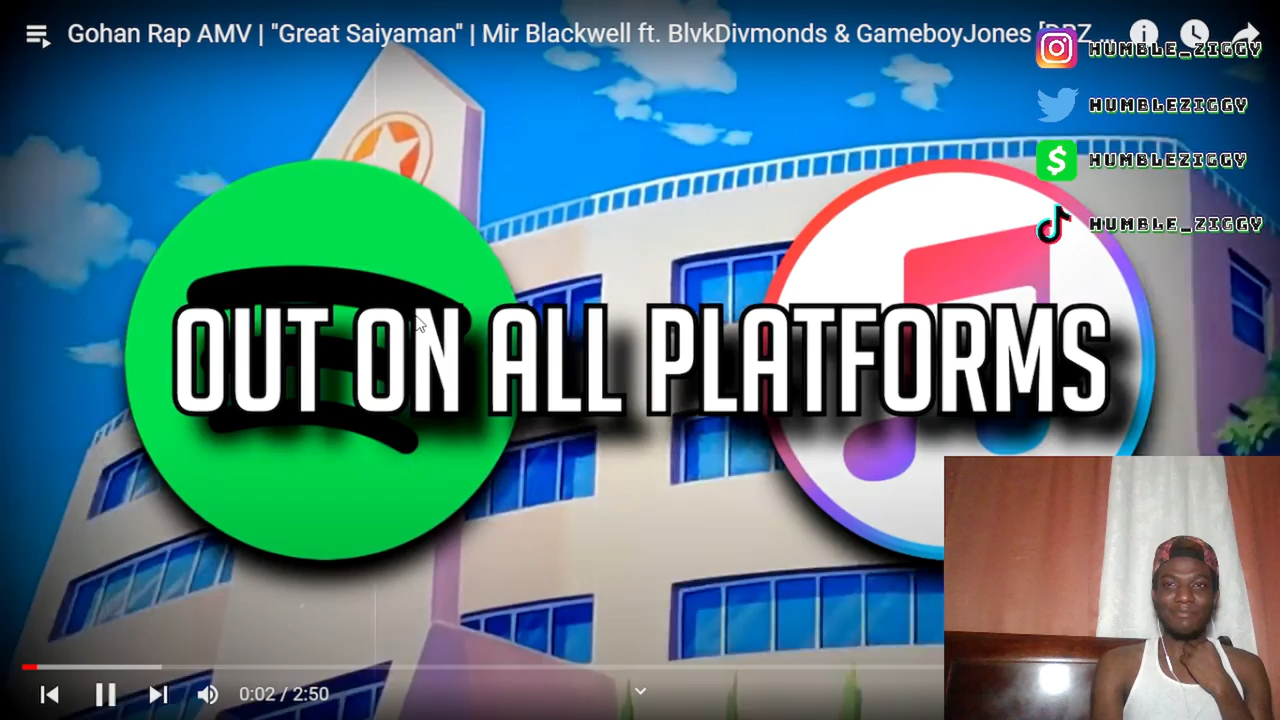 Gohan Rap AMV | "Great Saiyaman" | Mir Blackwell ft. BlvkDivmonds & GameboyJones [DBZ ...
HUMBLE_ZIGGY
HUMBLEZIGGY
HUMBLEZIGGY
HUMBLE_ZIGGY
OUT ON ALL PLATFORMS
0:02 / 2:50